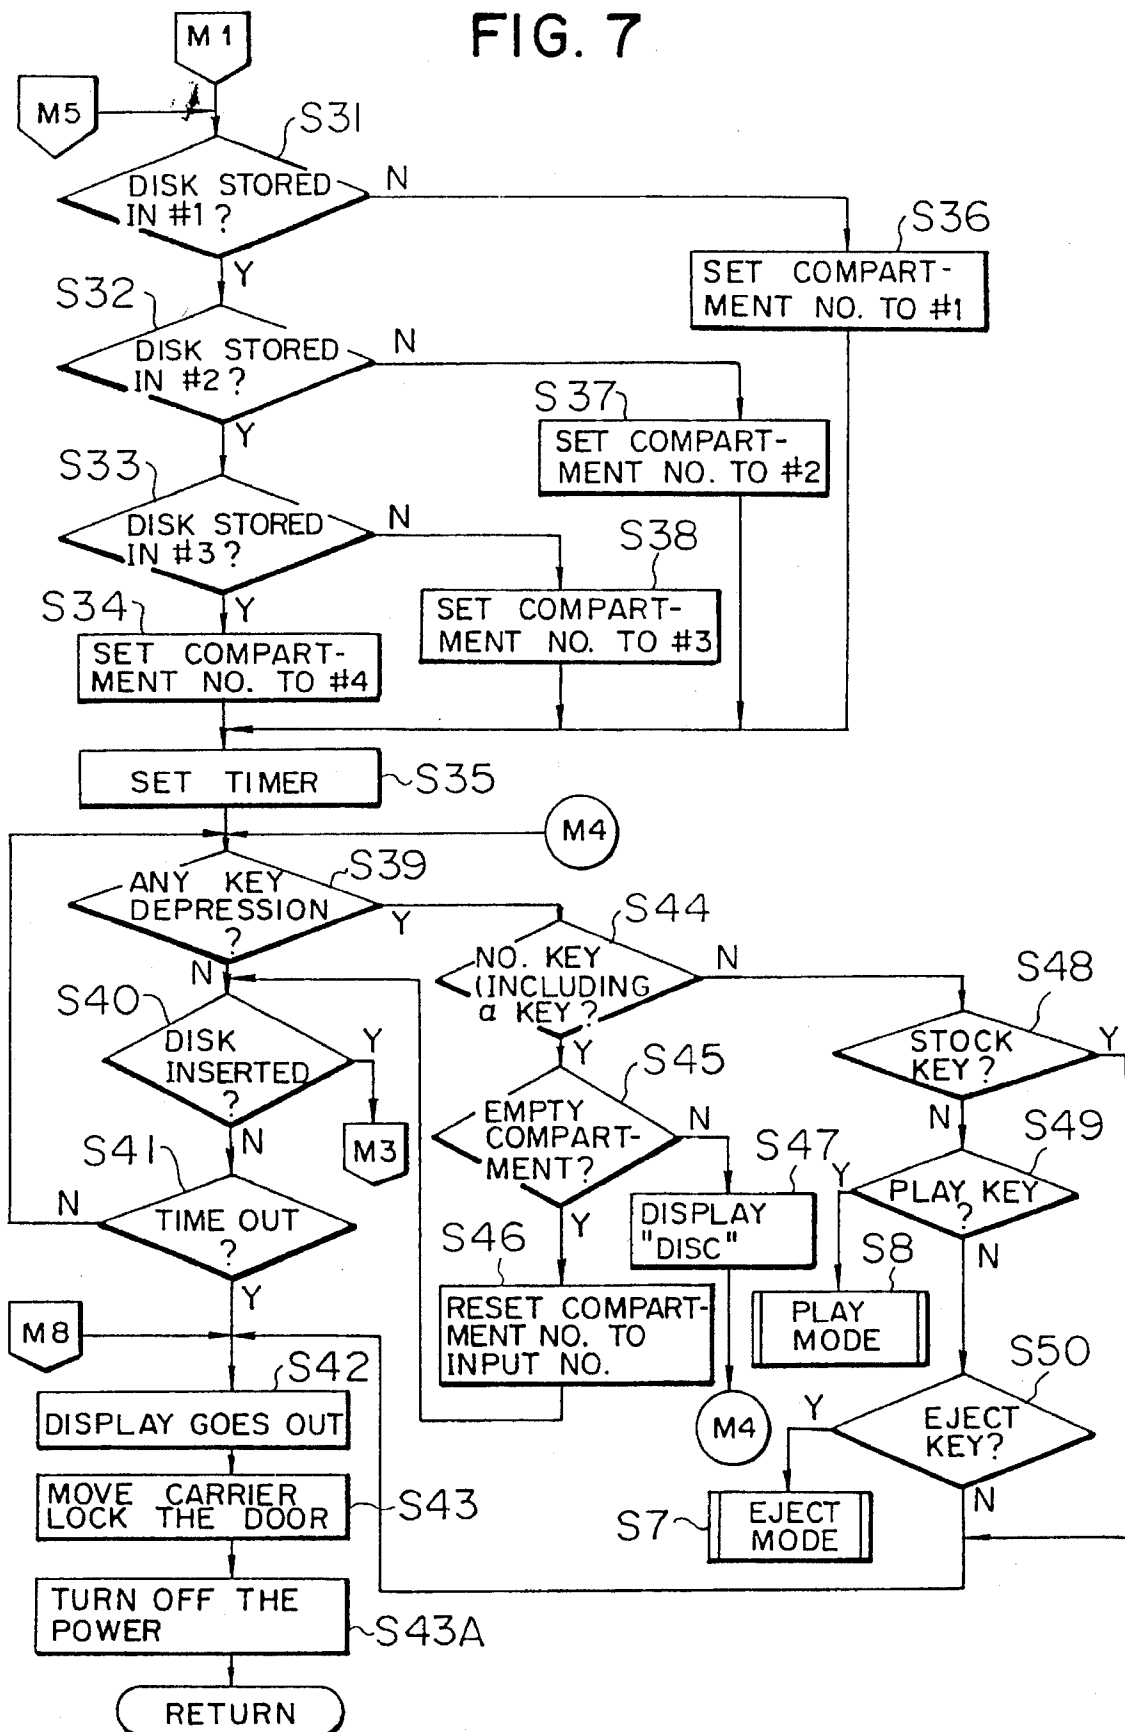 FIG. 7
M1
M5
S31
DISK STORED
IN #1?
N
Y
S36
SET COMPART-
MENT NO. TO #1
S32
DISK STORED
IN #2?
N
Y
S37
SET COMPART-
MENT NO. TO #2
S33
DISK STORED
IN #3?
N
Y
S38
SET COMPART-
MENT NO. TO #3
S34
SET COMPART-
MENT NO. TO #4
SET TIMER
S35
M4
S39
ANY KEY
DEPRESSION
?
Y
N
S44
NO. KEY
(INCLUDING
α KEY?
N
Y
S48
STOCK
KEY?
Y
N
S40
DISK
INSERTED
?
Y
N
M3
S45
EMPTY
COMPART-
MENT?
N
Y
S47
DISPLAY
"DISC"
S49
PLAY KEY
?
Y
N
S41
TIME OUT
?
N
Y
S46
RESET COMPART-
MENT NO. TO
INPUT NO.
S8
PLAY
MODE
M8
M4
S50
EJECT
KEY?
Y
N
S42
DISPLAY GOES OUT
MOVE CARRIER
LOCK THE DOOR
S43
S7
EJECT
MODE
TURN OFF THE
POWER
S43A
RETURN